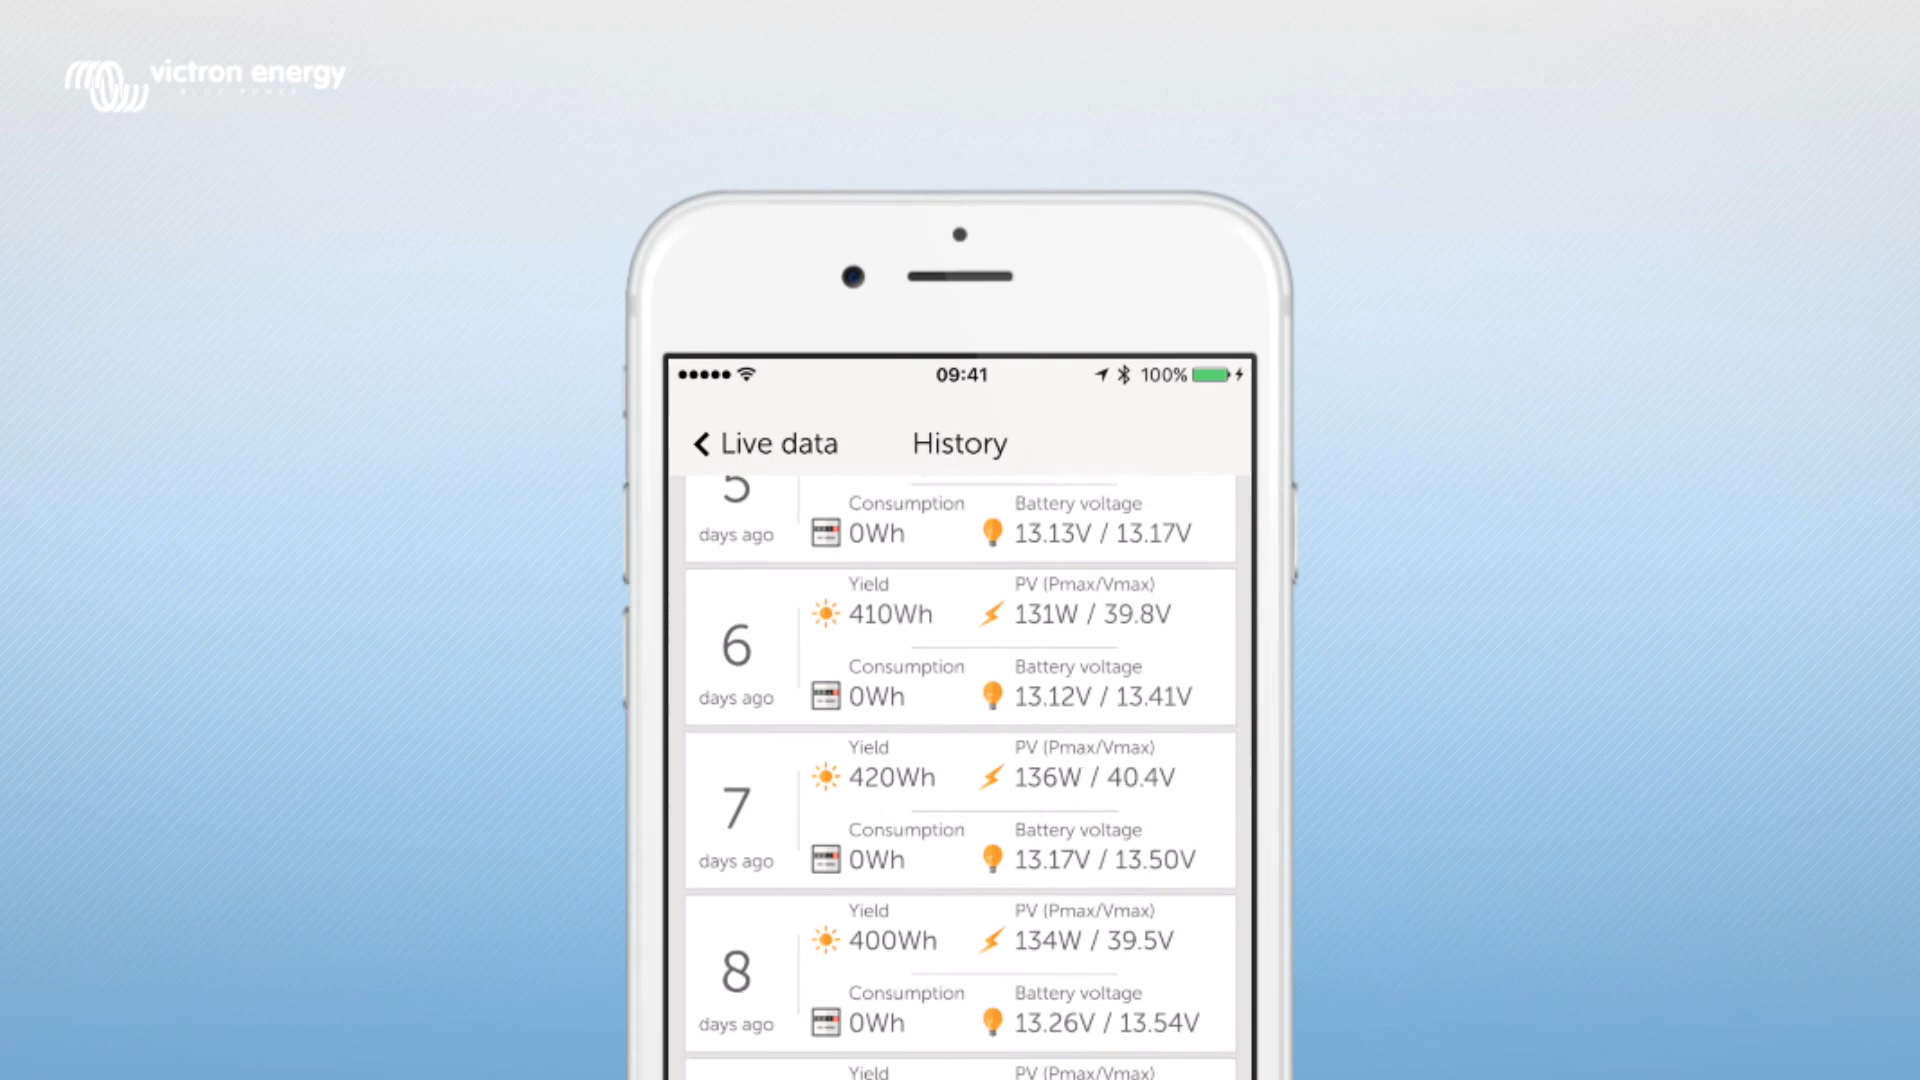 victron energy
BLUE POWER
09:41
100%
Live data
History
5
days ago
Consumption
0Wh
Battery voltage
13.13V / 13.17V
6
days ago
Yield
410Wh
PV (Pmax/Vmax)
131W / 39.8V
Consumption
0Wh
Battery voltage
13.12V / 13.41V
7
days ago
Yield
420Wh
PV (Pmax/Vmax)
136W / 40.4V
Consumption
0Wh
Battery voltage
13.17V / 13.50V
8
days ago
Yield
400Wh
PV (Pmax/Vmax)
134W / 39.5V
Consumption
0Wh
Battery voltage
13.26V / 13.54V
Yield
PV (Pmax/Vmax)